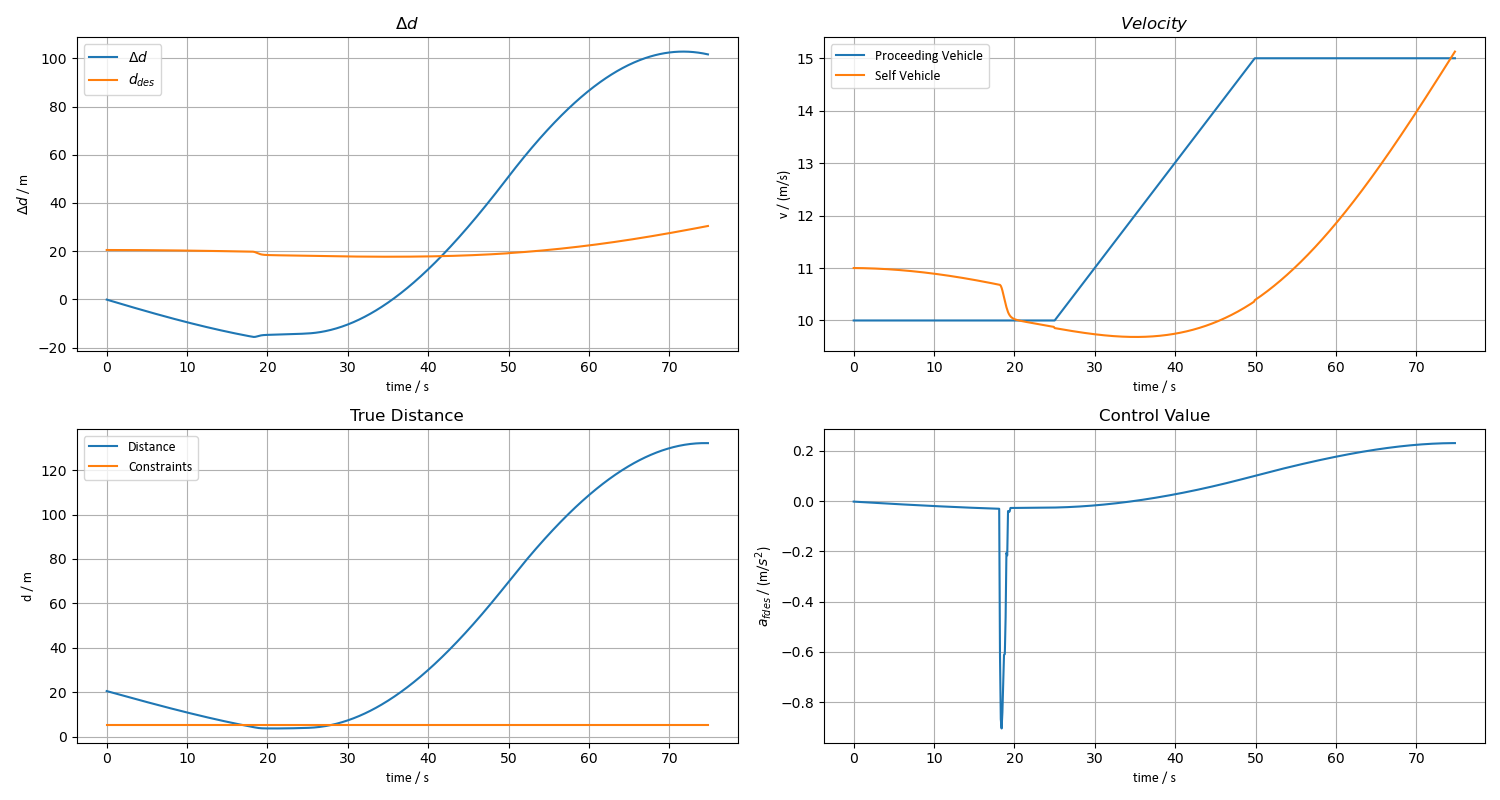 Δd
Δd
d_des
100
80
60
40
20
0
−20
Δd / m
0 10 20 30 40 50 60 70
time / s
Velocity
Proceeding Vehicle
Self Vehicle
15
14
13
12
11
10
v / (m/s)
0 10 20 30 40 50 60 70
time / s
True Distance
Distance
Constraints
120
100
80
60
40
20
0
d / m
0 10 20 30 40 50 60 70
time / s
Control Value
0.2
0.0
−0.2
−0.4
−0.6
−0.8
a_fdes / (m/s²)
0 10 20 30 40 50 60 70
time / s